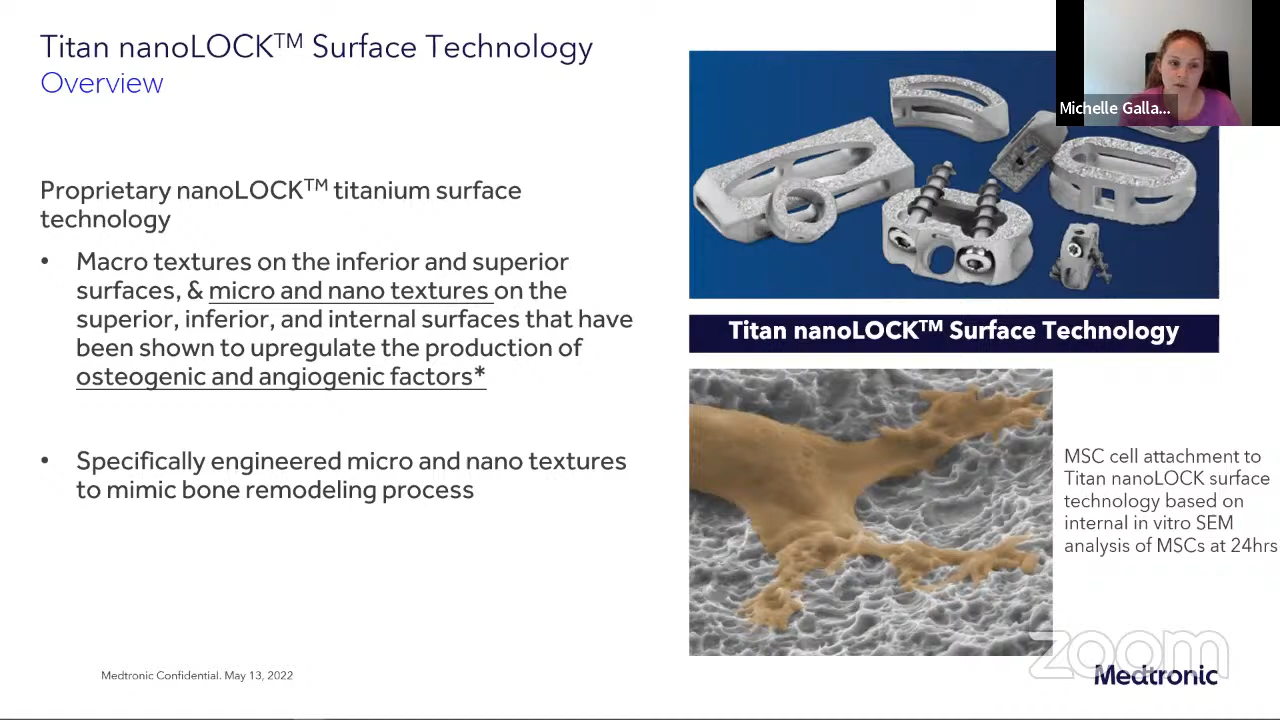 Titan nanoLOCK™ Surface Technology
Overview
Michelle Galla...
Proprietary nanoLOCK™ titanium surface
technology
• Macro textures on the inferior and superior
surfaces, & micro and nano textures on the
superior, inferior, and internal surfaces that have
been shown to upregulate the production of
osteogenic and angiogenic factors*
• Specifically engineered micro and nano textures
to mimic bone remodeling process
Titan nanoLOCK™ Surface Technology
MSC cell attachment to
Titan nanoLOCK surface
technology based on
internal in vitro SEM
analysis of MSCs at 24hrs
Medtronic Confidential. May 13, 2022
zoom
Medtronic